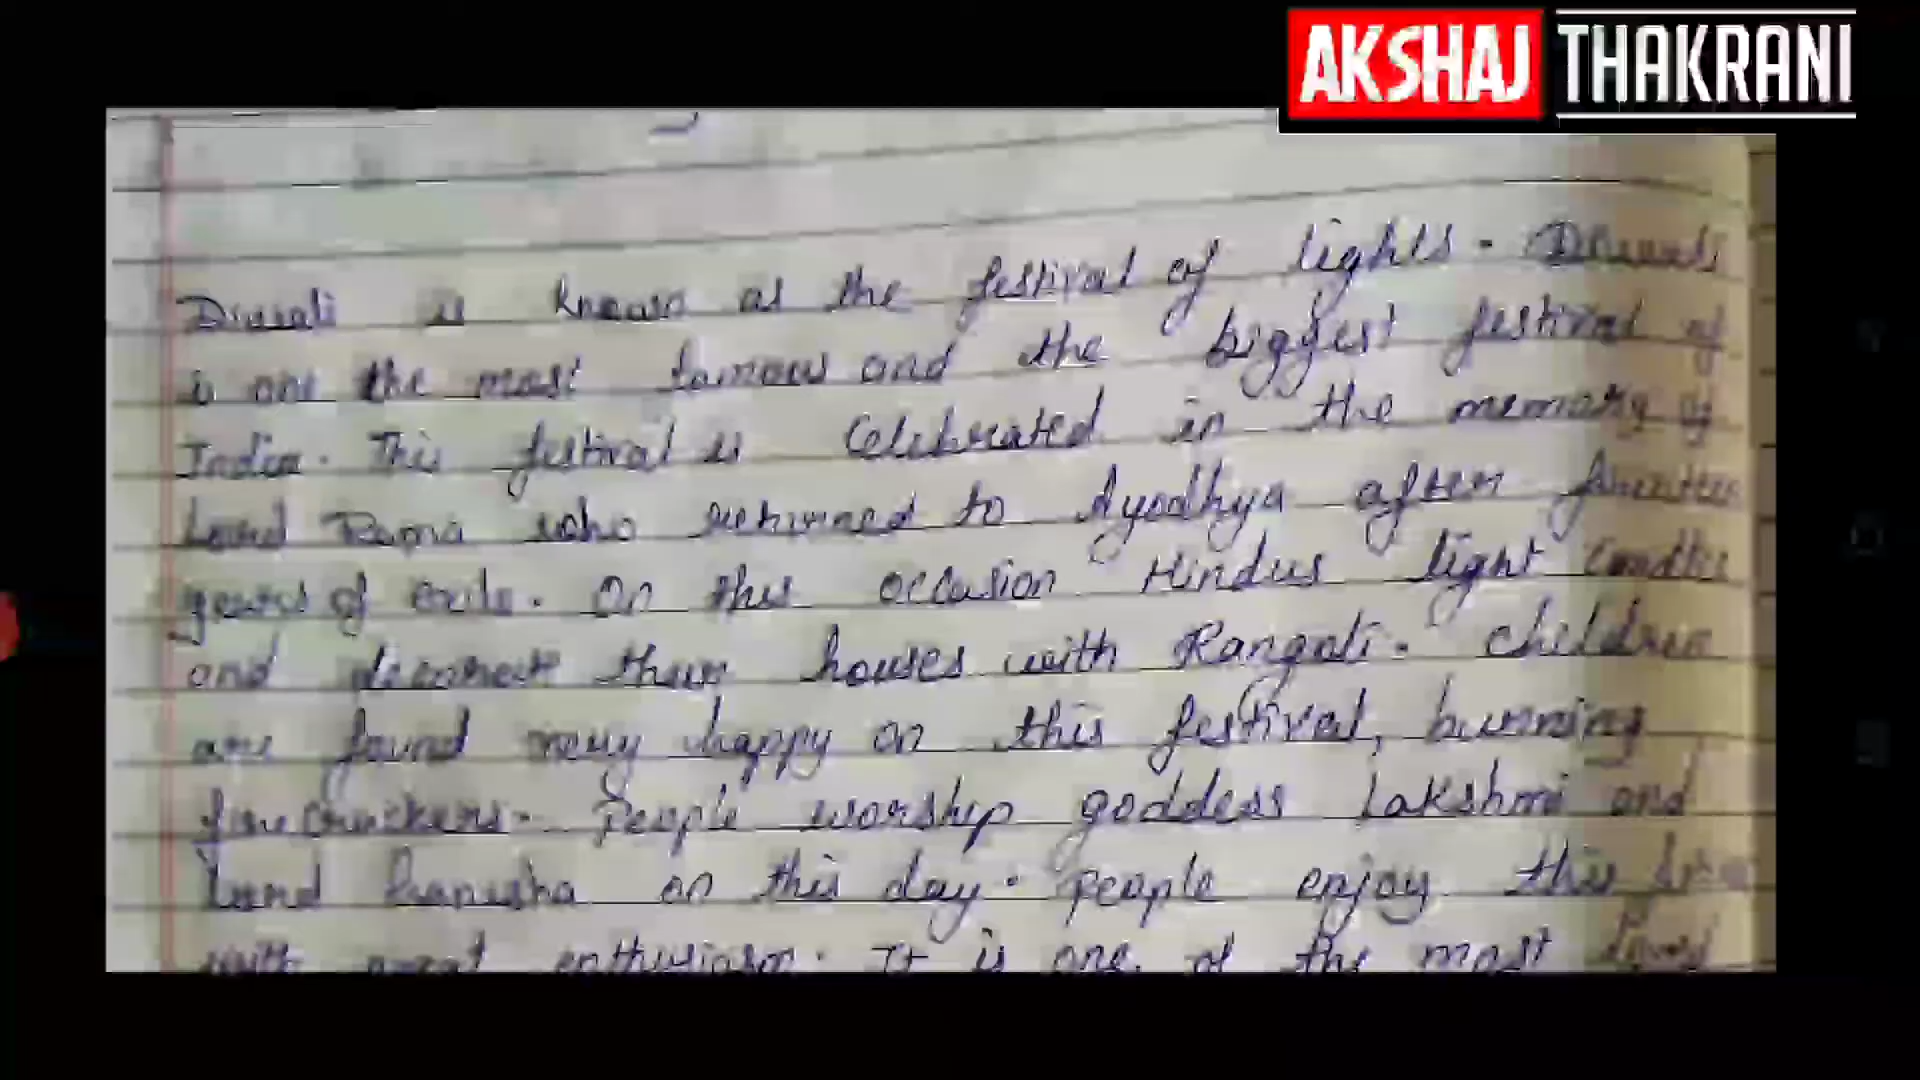 AKSHAJ THAKRANI
Diwali is known as the festival of lights. Diwali
is one the most famous and the biggest festival of
India. This festival is celebrated in the memory of
Lord Rama who returned to Ayodhya after fourteen
years of exile. On this occasion Hindus light candles
and decorate their houses with Rangoli. Children
are found very happy on this festival, burning
firecrackers. People worship goddess Lakshmi and
Lord Ganesha on this day. People enjoy this
with great enthusiasm. It is one of the most loved